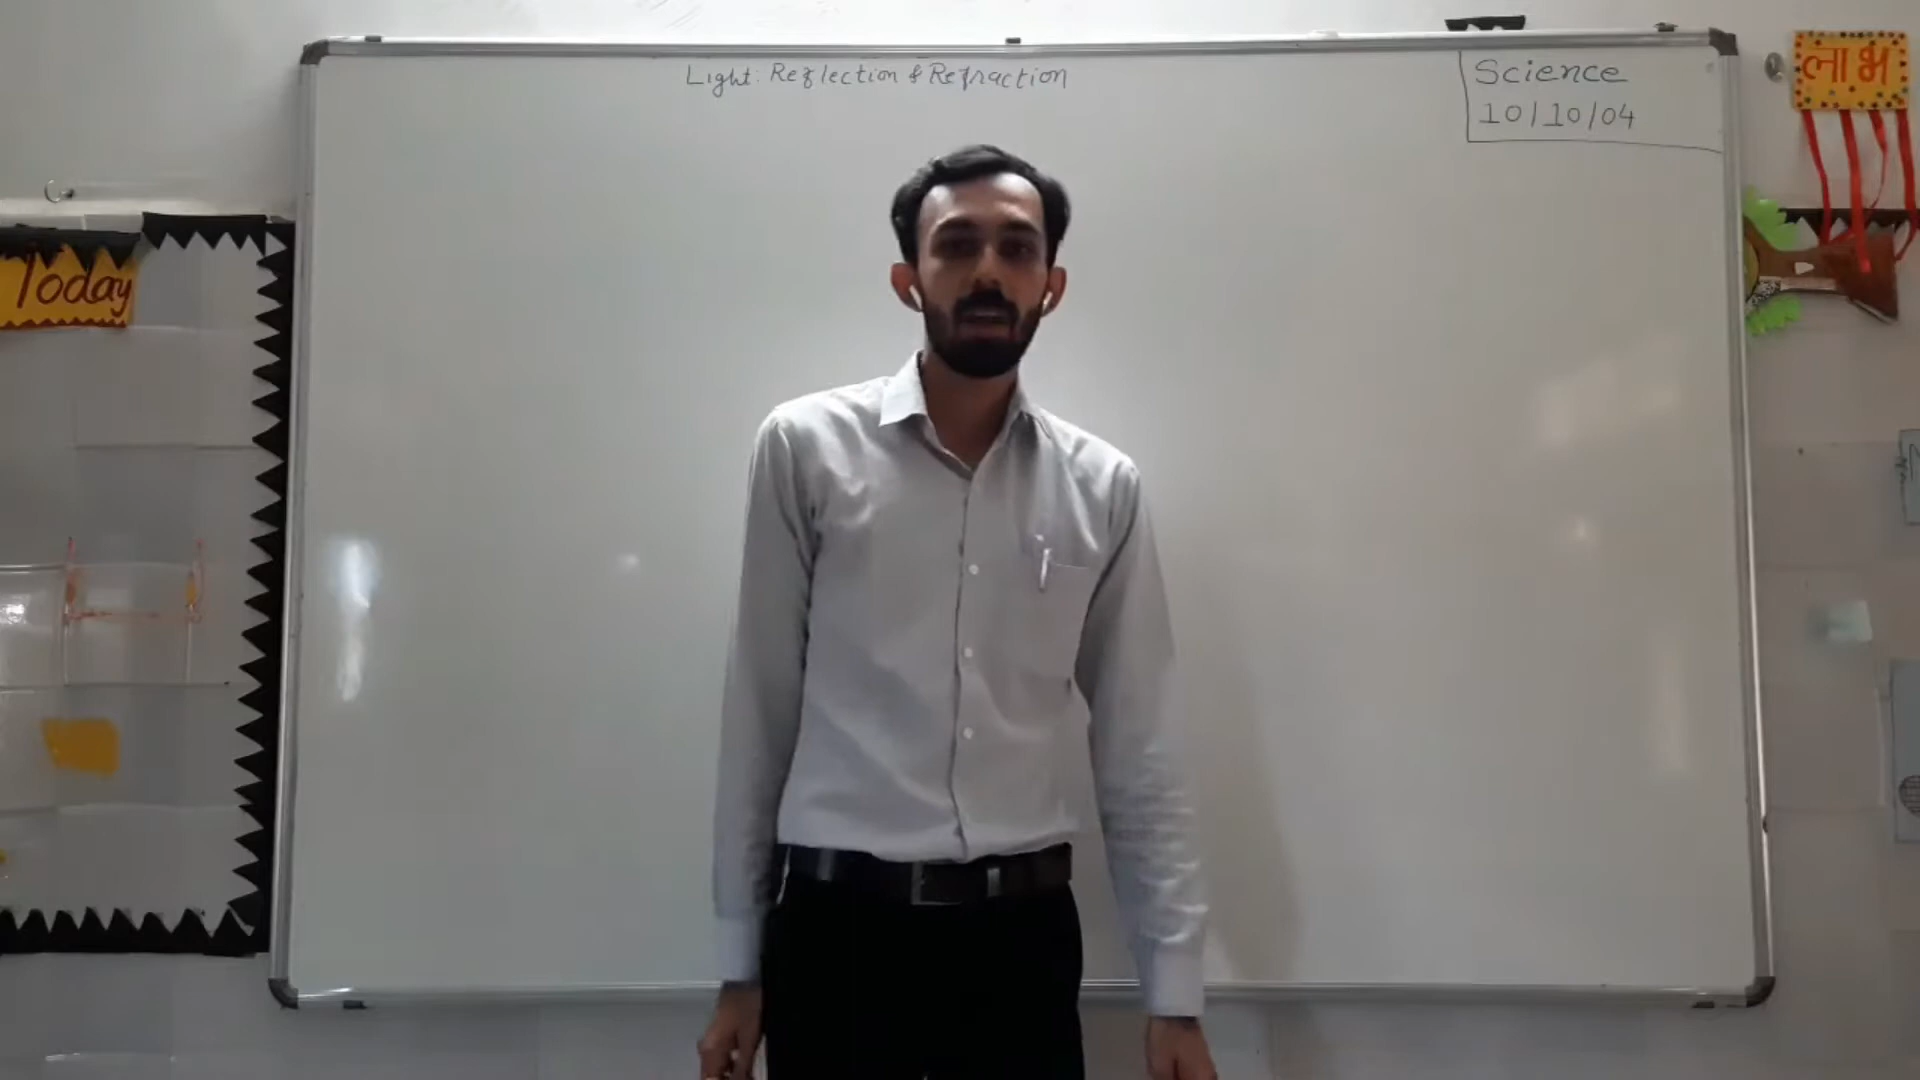 Light: Reflection & Refraction
Science
10/10/04
लाभ
Today